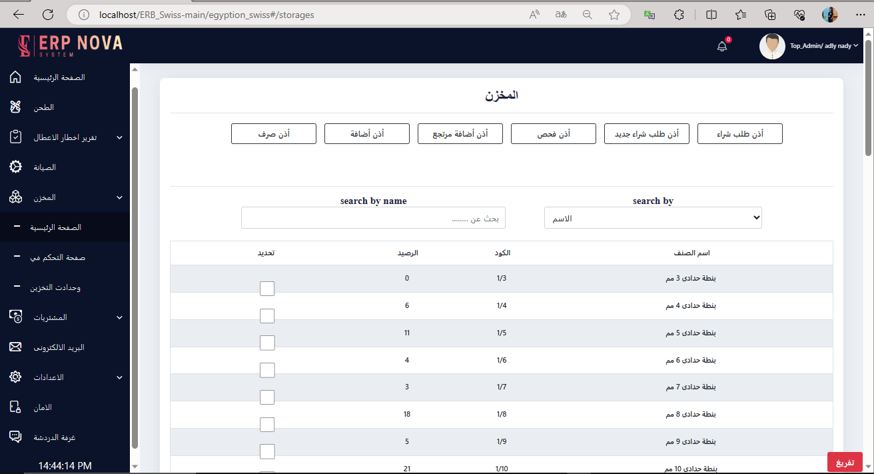 localhost/ERB_Swiss-main/egyption_swiss#/storages
ERP NOVA
SYSTEM
0
Top_Admin/ adly nady
الصفحة الرئيسية
الطحن
تفرير اخطار الاعطال
الصيانة
المخزن
الصفحة الرئيسية
صفحة التحكم في
وحدادت التخزين
المشتريات
البريد الالكترونى
الاعدادات
الامان
غرفة الدردشة
14:44:14 PM
المخزن
أذن طلب شراء
أذن طلب شراء جديد
أذن فحص
أذن أضافة مرتجع
أذن أضافة
أذن صرف
search by
search by name
الاسم
بحث عن .........
اسم الصنف الكود الرصيد تحديد
بنطة حدادى 3 مم 1/3 0
بنطة حدادى 4 مم 1/4 6
بنطة حدادى 5 مم 1/5 11
بنطة حدادى 6 مم 1/6 4
بنطة حدادى 7 مم 1/7 3
بنطة حدادى 8 مم 1/8 18
بنطة حدادى 9 مم 1/9 5
بنطة حدادى 10 مم 1/10 21
تفريغ